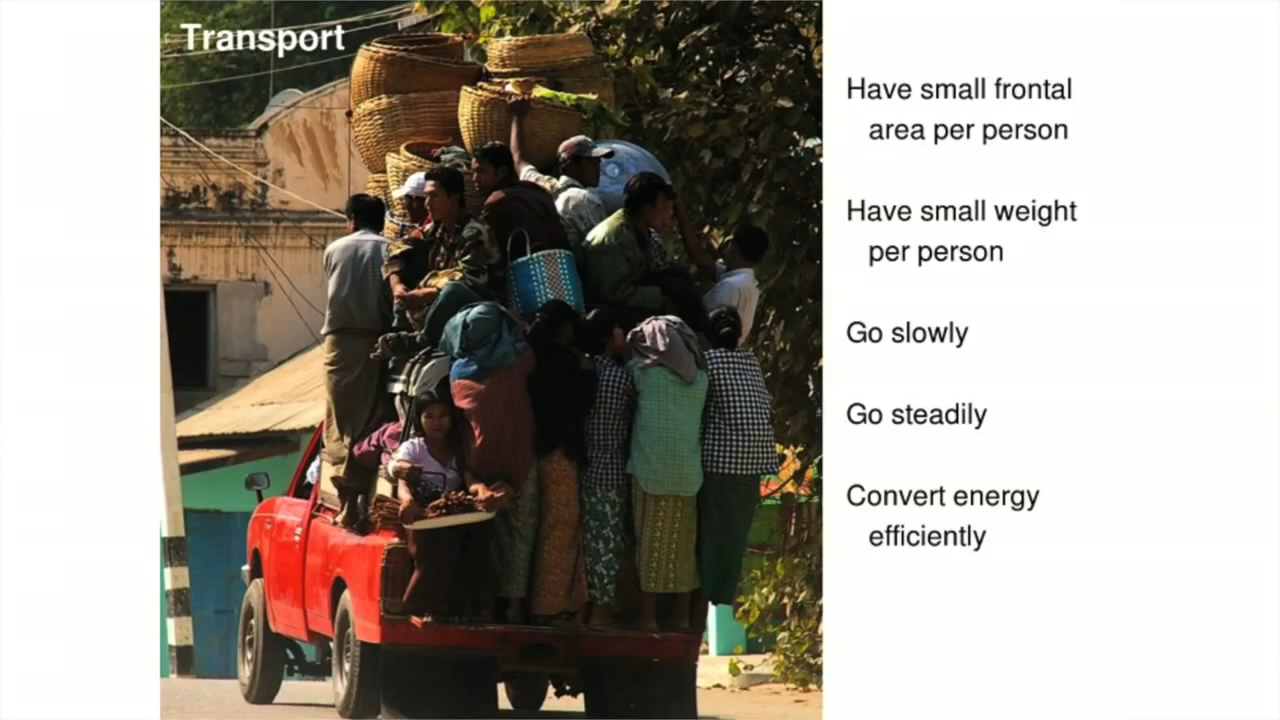 Transport
Have small frontal
area per person
Have small weight
per person
Go slowly
Go steadily
Convert energy
efficiently